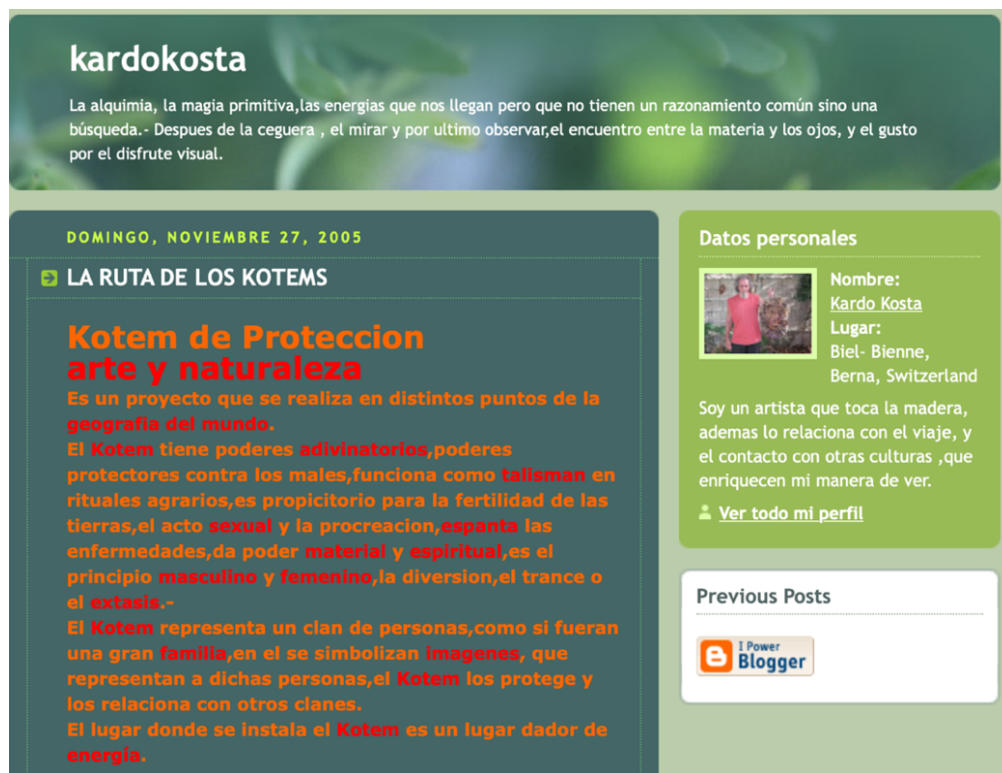 kardokosta
La alquimia, la magia primitiva,las energias que nos llegan pero que no tienen un razonamiento común sino una
búsqueda.- Despues de la ceguera , el mirar y por ultimo observar,el encuentro entre la materia y los ojos, y el gusto
por el disfrute visual.
DOMINGO, NOVIEMBRE 27, 2005
LA RUTA DE LOS KOTEMS
Kotem de Proteccion
arte y naturaleza
Es un proyecto que se realiza en distintos puntos de la
geografia del mundo.
El Kotem tiene poderes adivinatorios,poderes
protectores contra los males,funciona como talisman en
rituales agrarios,es propicitorio para la fertilidad de las
tierras,el acto sexual y la procreacion,espanta las
enfermedades,da poder material y espiritual,es el
principio masculino y femenino,la diversion,el trance o
el extasis.-
El Kotem representa un clan de personas,como si fueran
una gran familia,en el se simbolizan imagenes, que
representan a dichas personas,el Kotem los protege y
los relaciona con otros clanes.
El lugar donde se instala el Kotem es un lugar dador de
energía.
Datos personales
Nombre:
Kardo Kosta
Lugar:
Biel- Bienne,
Berna, Switzerland
Soy un artista que toca la madera,
ademas lo relaciona con el viaje, y
el contacto con otras culturas ,que
enriquecen mi manera de ver.
Ver todo mi perfil
Previous Posts
I Power
Blogger